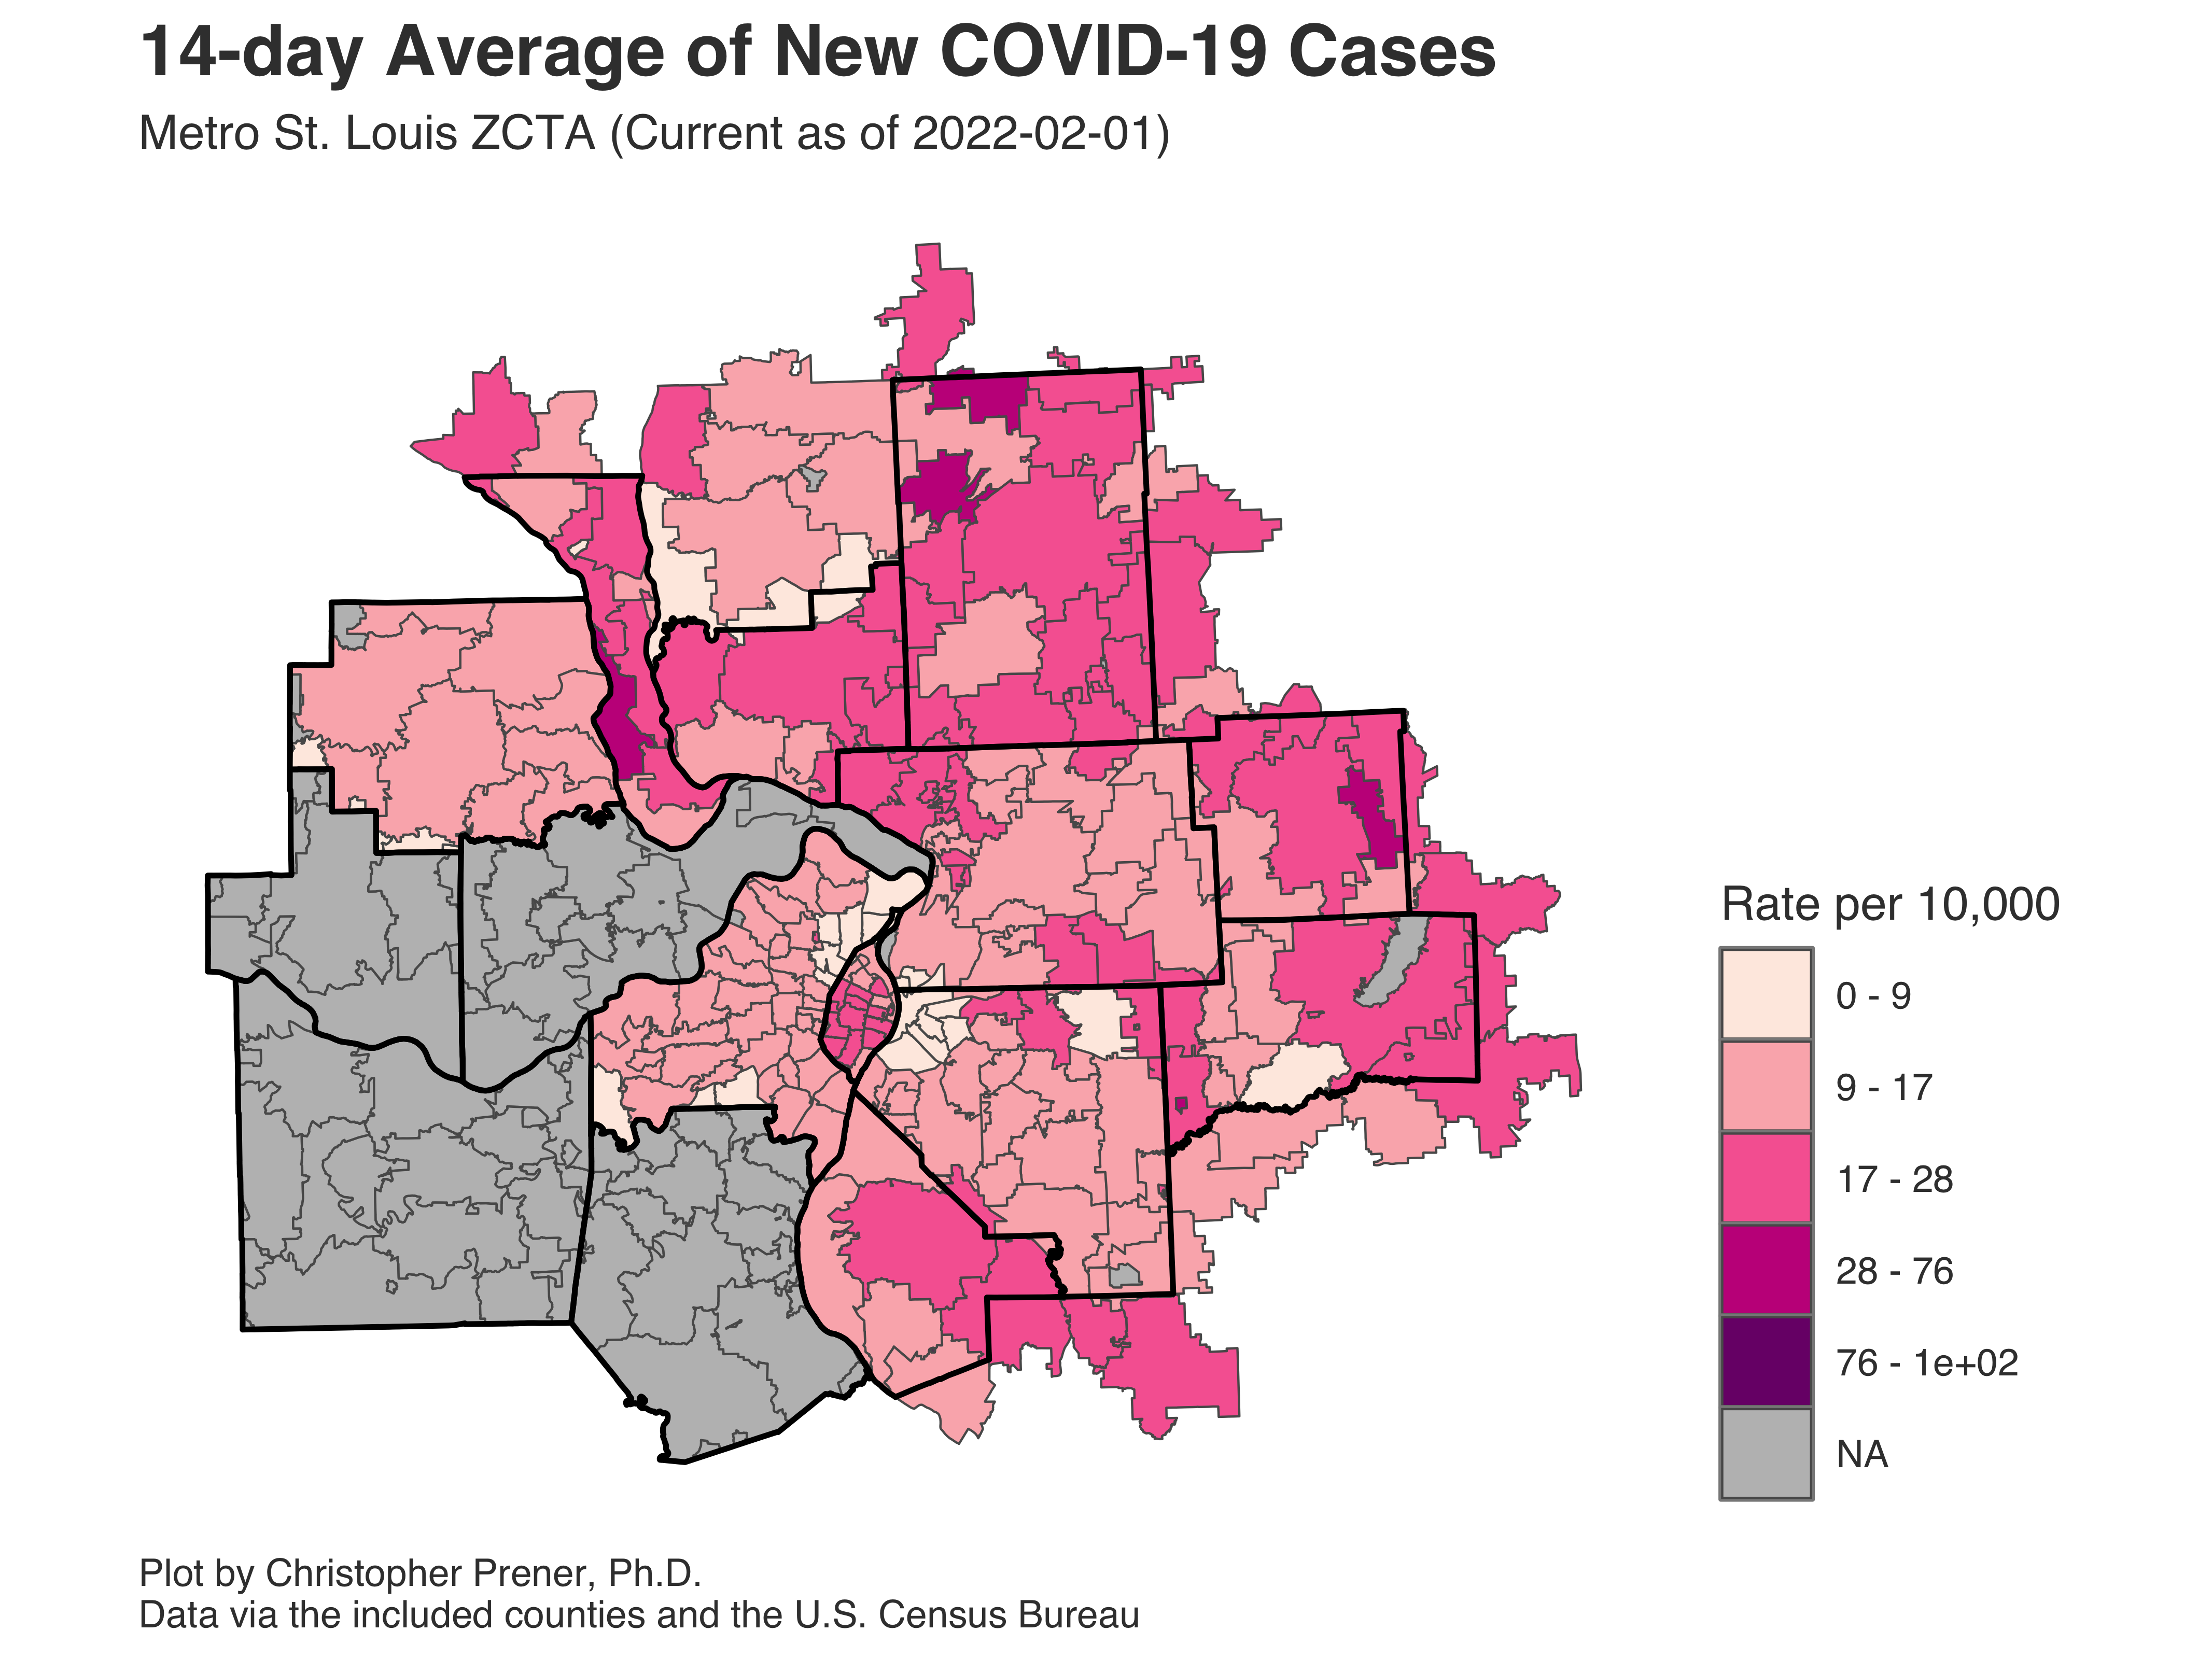 14-day Average of New COVID-19 Cases
Metro St. Louis ZCTA (Current as of 2022-02-01)
Rate per 10,000
0 - 9
9 - 17
17 - 28
28 - 76
76 - 1e+02
NA
Plot by Christopher Prener, Ph.D.
Data via the included counties and the U.S. Census Bureau